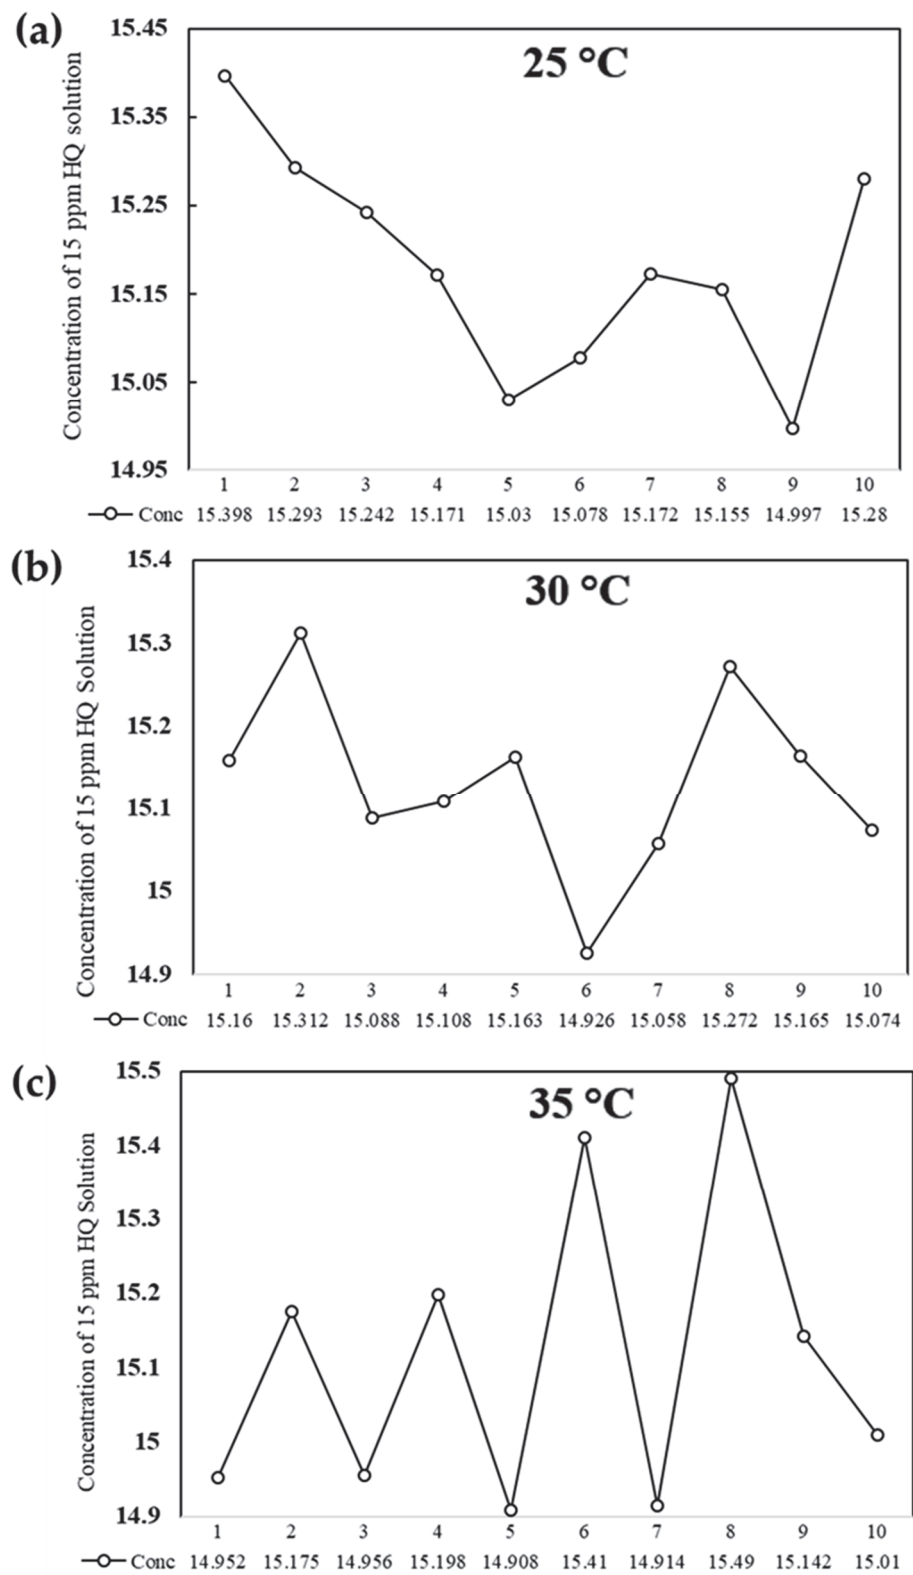 (a)
25 °C
Concentration of 15 ppm HQ solution
15.45
15.35
15.25
15.15
15.05
14.95
1 2 3 4 5 6 7 8 9 10
Conc 15.398 15.293 15.242 15.171 15.03 15.078 15.172 15.155 14.997 15.28
(b)
30 °C
Concentration of 15 ppm HQ Solution
15.4
15.3
15.2
15.1
15
14.9
1 2 3 4 5 6 7 8 9 10
Conc 15.16 15.312 15.088 15.108 15.163 14.926 15.058 15.272 15.165 15.074
(c)
35 °C
Concentration of 15 ppm HQ Solution
15.5
15.4
15.3
15.2
15.1
15
14.9
1 2 3 4 5 6 7 8 9 10
Conc 14.952 15.175 14.956 15.198 14.908 15.41 14.914 15.49 15.142 15.01